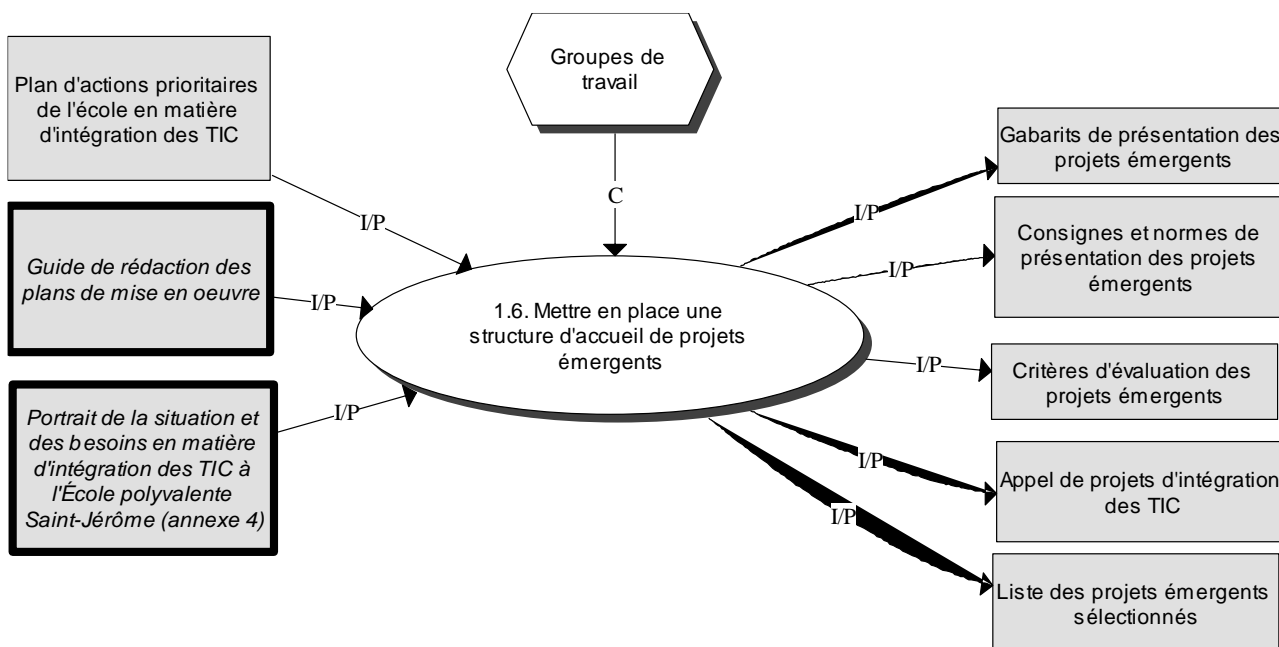 Plan d'actions prioritaires
de l'école en matière
d'intégration des TIC
Guide de rédaction des
plans de mise en oeuvre
Portrait de la situation et
des besoins en matière
d'intégration des TIC à
l'École polyvalente
Saint-Jérôme (annexe 4)
Groupes de
travail
C
I/P
I/P
I/P
1.6. Mettre en place une
structure d'accueil de projets
émergents
I/P
I/P
I/P
I/P
I/P
Gabarits de présentation des
projets émergents
Consignes et normes de
présentation des projets
émergents
Critères d'évaluation des
projets émergents
Appel de projets d'intégration
des TIC
Liste des projets émergents
sélectionnés